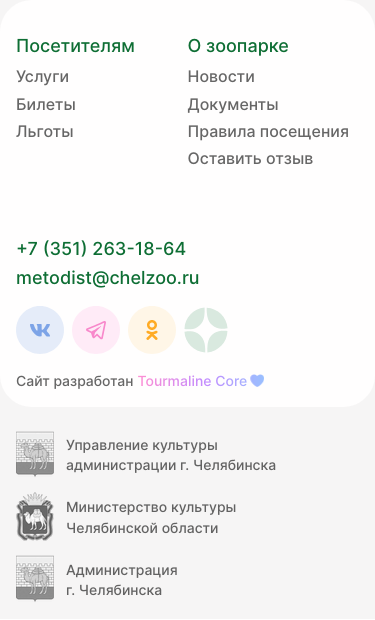 Посетителям
Услуги
Билеты
Льготы
О зоопарке
Новости
Документы
Правила посещения
Оставить отзыв
+7 (351) 263-18-64
metodist@chelzoo.ru
Сайт разработан Tourmaline Core
Управление культуры
администрации г. Челябинска
Министерство культуры
Челябинской области
Администрация
г. Челябинска